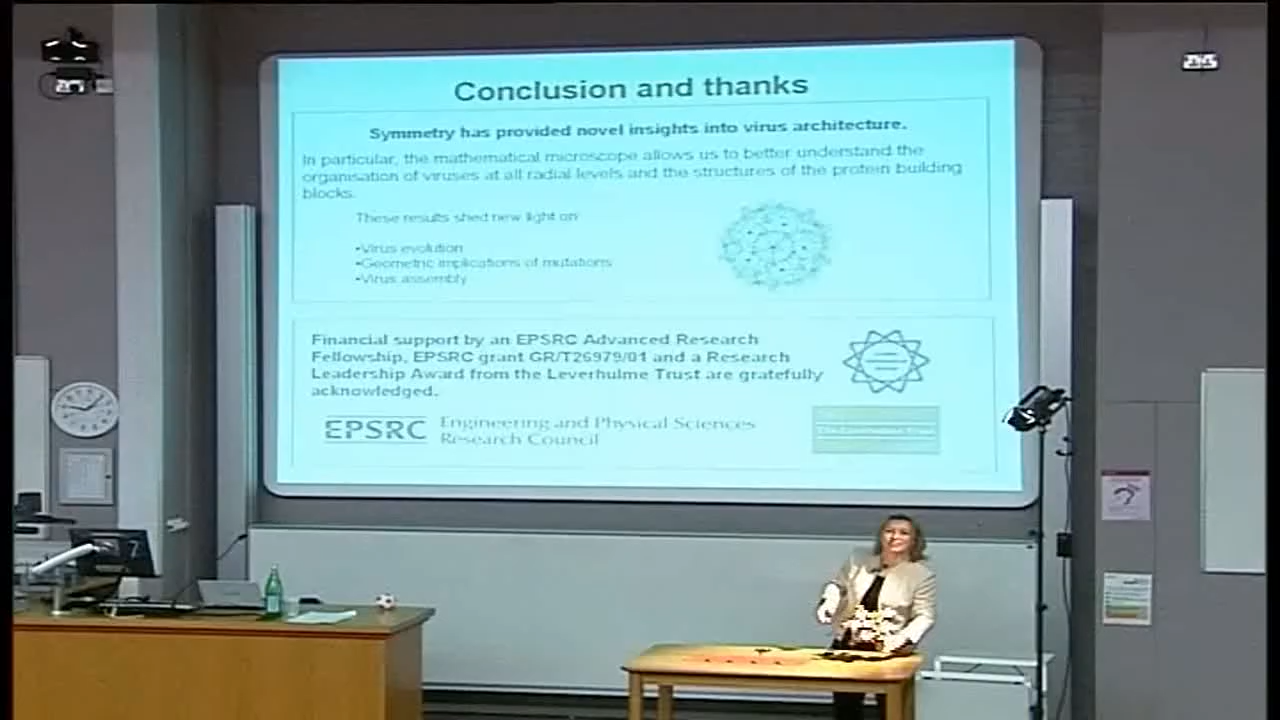 Conclusion and thanks
Symmetry has provided novel insights into virus architecture.
In particular, the mathematical microscope allows us to better understand the
organisation of viruses at all radial levels and the structures of the protein building
blocks.
These results shed new light on
•Virus evolution
•Geometric implications of mutations
•Virus assembly
Financial support by an EPSRC Advanced Research
Fellowship, EPSRC grant GR/T26979/01 and a Research
Leadership Award from the Leverhulme Trust are gratefully
acknowledged.
EPSRC
Engineering and Physical Sciences
Research Council
The Leverhulme Trust